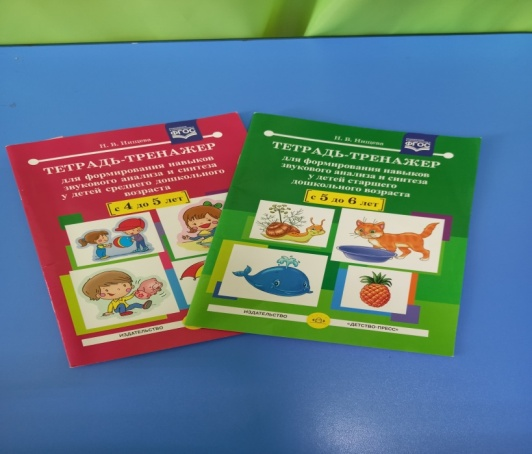 ФГОС
Н. В. Нищева
ТЕТРАДЬ-ТРЕНАЖЕР
для формирования навыков
звукового анализа и синтеза
у детей среднего дошкольного
возраста
с 4 до 5 лет
ИЗДАТЕЛЬСТВО
ФГОС
Н. В. Нищева
ТЕТРАДЬ-ТРЕНАЖЕР
для формирования навыков
звукового анализа и синтеза
у детей старшего
дошкольного возраста
с 5 до 6 лет
ИЗДАТЕЛЬСТВО
«ДЕТСТВО-ПРЕСС»